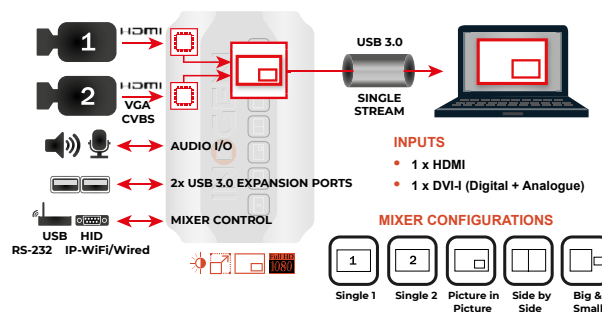 1
HDMI
2
HDMI
VGA
CVBS
USB 3.0
SINGLE
STREAM
AUDIO I/O
2x USB 3.0 EXPANSION PORTS
MIXER CONTROL
USB HID
RS-232 IP-WiFi/Wired
FULL HD
1080
INPUTS
• 1 x HDMI
• 1 x DVI-I (Digital + Analogue)
MIXER CONFIGURATIONS
1
2
Single 1
Single 2
Picture in
Picture
Side by
Side
Big &
Small